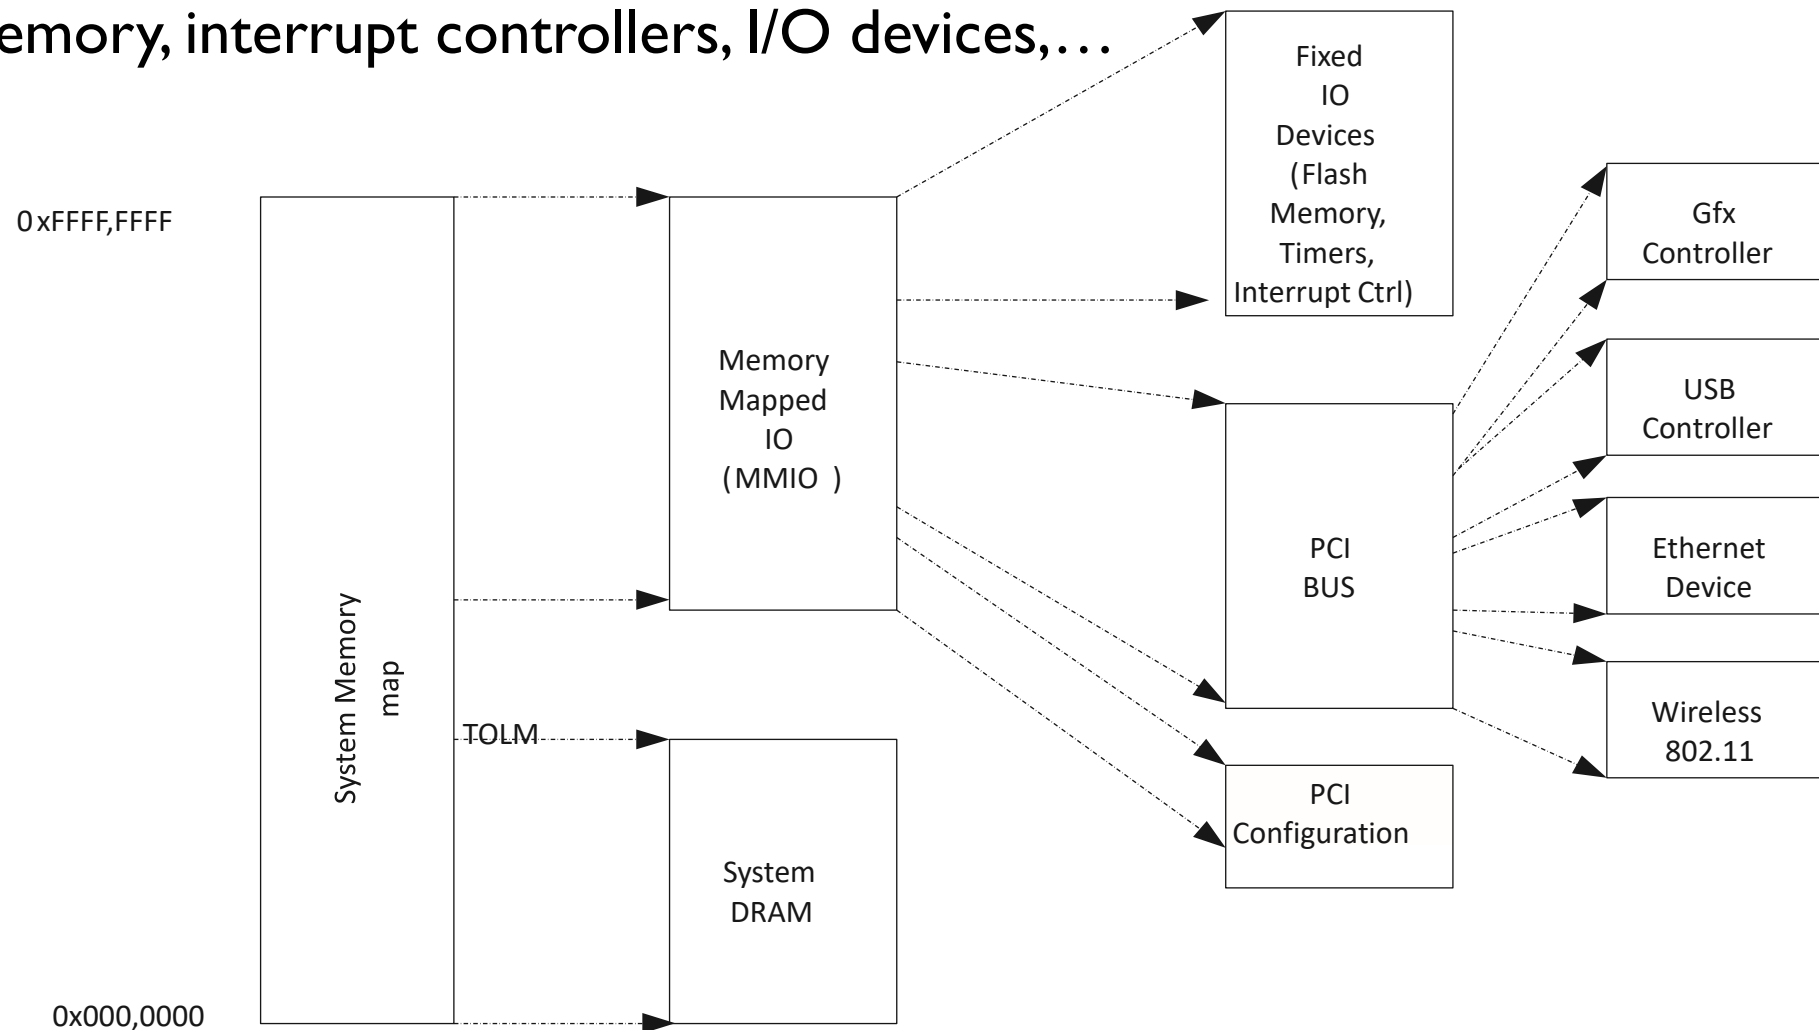 emory, interrupt controllers, I/O devices,…
0xFFFF,FFFF
System Memory
map
0x000,0000
TOLM
Memory
Mapped
IO
(MMIO )
System
DRAM
Fixed
IO
Devices
(Flash
Memory,
Timers,
Interrupt Ctrl)
PCI
BUS
PCI
Configuration
Gfx
Controller
USB
Controller
Ethernet
Device
Wireless
802.11